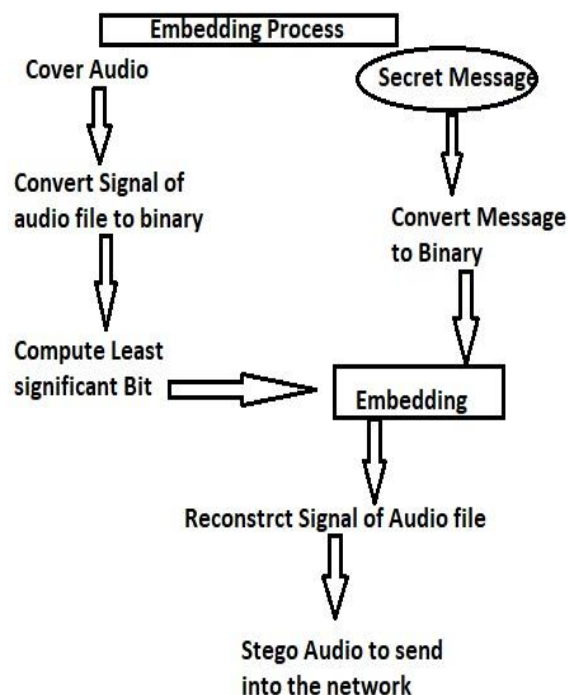 Embedding Process
Cover Audio
Secret Message
Convert Signal of
audio file to binary
Convert Message
to Binary
Compute Least
significant Bit
Embedding
Reconstrct Signal of Audio file
Stego Audio to send
into the network